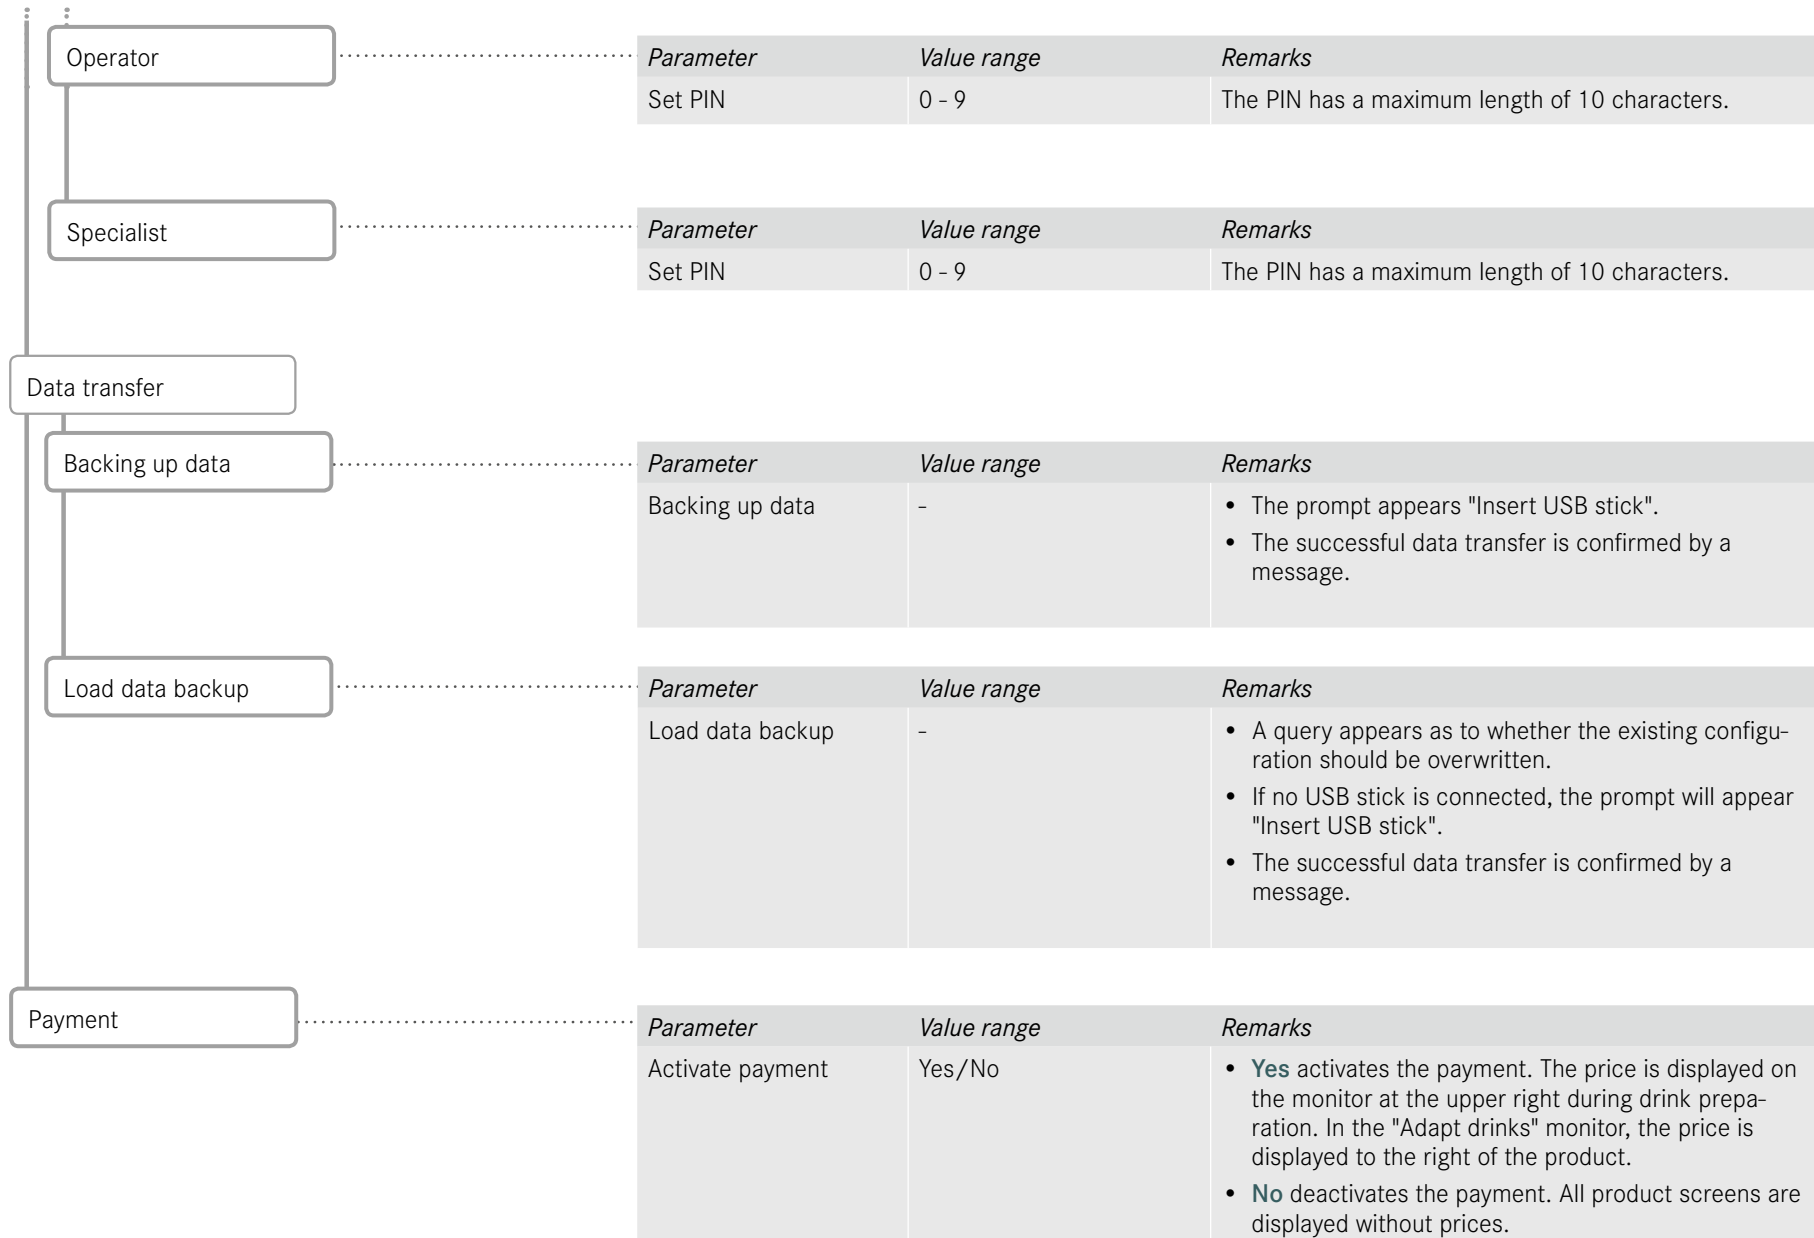 Operator
Parameter Value range Remarks
Set PIN 0 - 9 The PIN has a maximum length of 10 characters.
Specialist
Parameter Value range Remarks
Set PIN 0 - 9 The PIN has a maximum length of 10 characters.
Data transfer
Backing up data
Parameter Value range Remarks
Backing up data - • The prompt appears "Insert USB stick".
• The successful data transfer is confirmed by a
message.
Load data backup
Parameter Value range Remarks
Load data backup - • A query appears as to whether the existing configu-
ration should be overwritten.
• If no USB stick is connected, the prompt will appear
"Insert USB stick".
• The successful data transfer is confirmed by a
message.
Payment
Parameter Value range Remarks
Activate payment Yes/No • Yes activates the payment. The price is displayed on
the monitor at the upper right during drink prepa-
ration. In the "Adapt drinks" monitor, the price is
displayed to the right of the product.
• No deactivates the payment. All product screens are
displayed without prices.